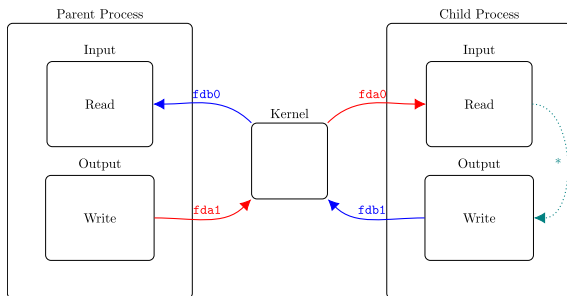 Parent Process
Child Process
Input
Input
Read
fdb0
fda0
Read
Kernel
Output
Output
*
Write
fda1
fdb1
Write